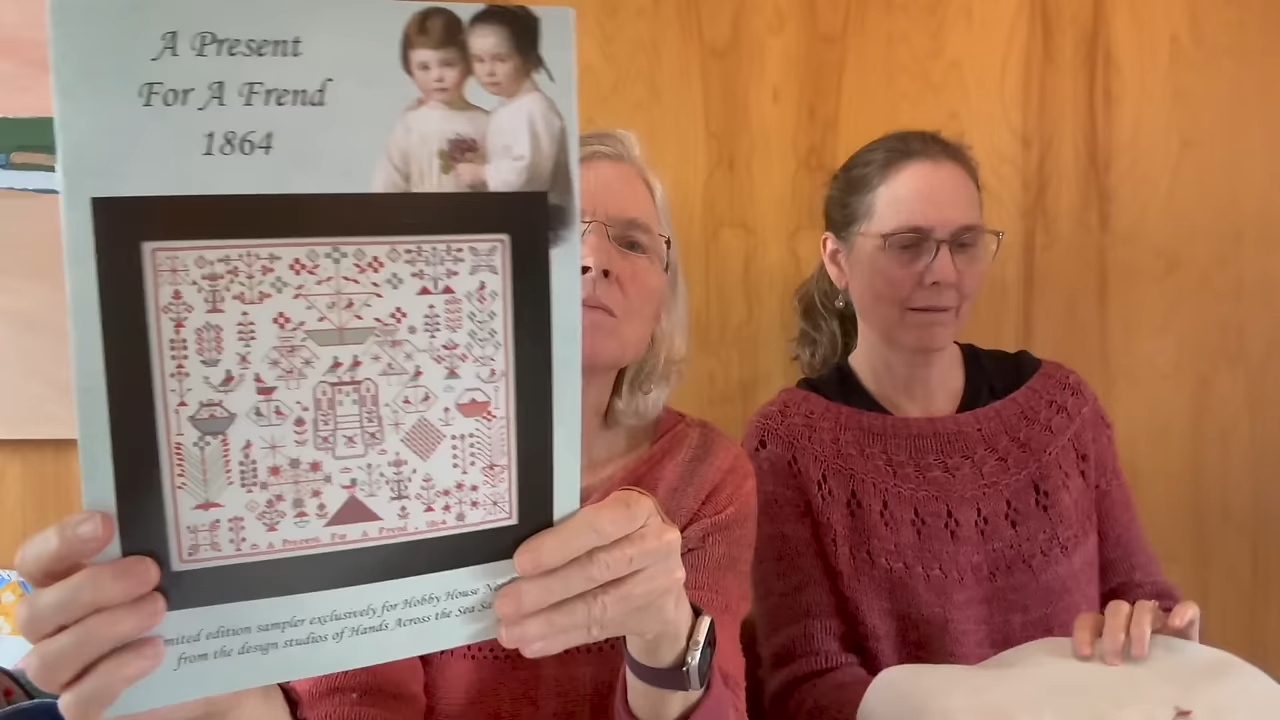 A Present
For A Frend
1864
A Present For A Frend . 1864
limited edition sampler exclusively for Hobby House
from the design studios of Hands Across the Sea